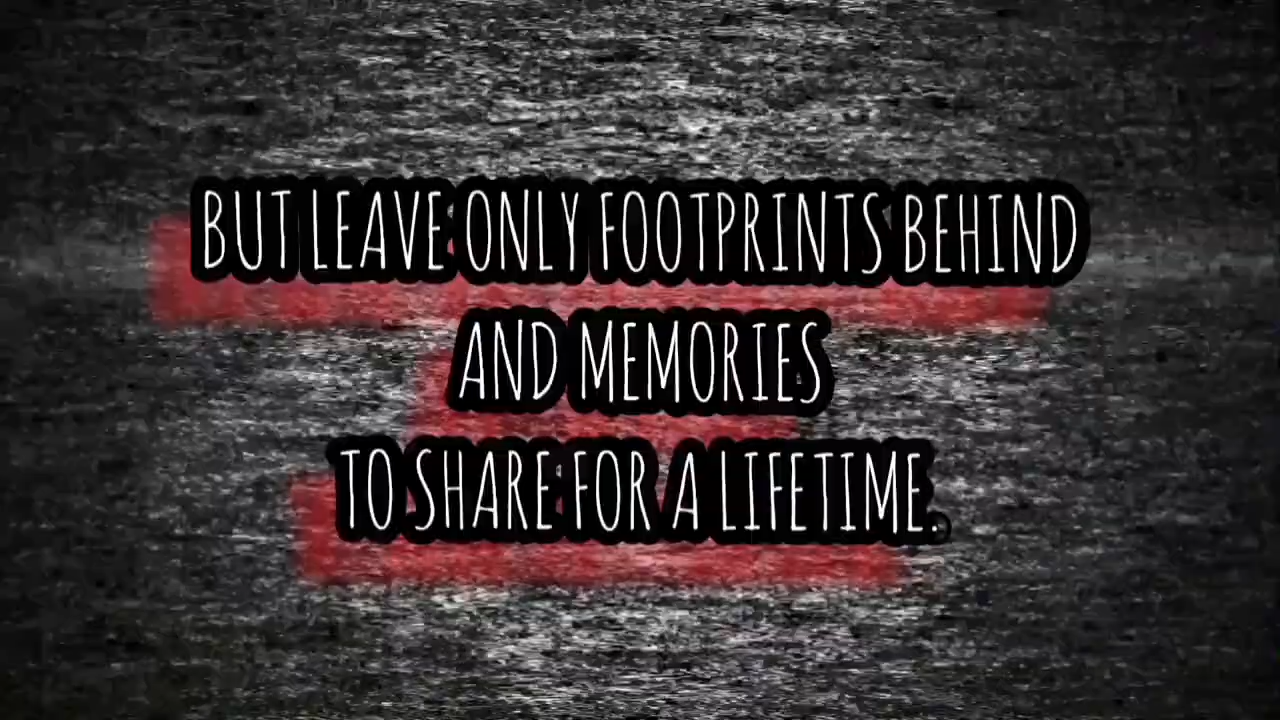 BUT LEAVE ONLY FOOTPRINTS BEHIND
AND MEMORIES
TO SHARE FOR A LIFETIME.